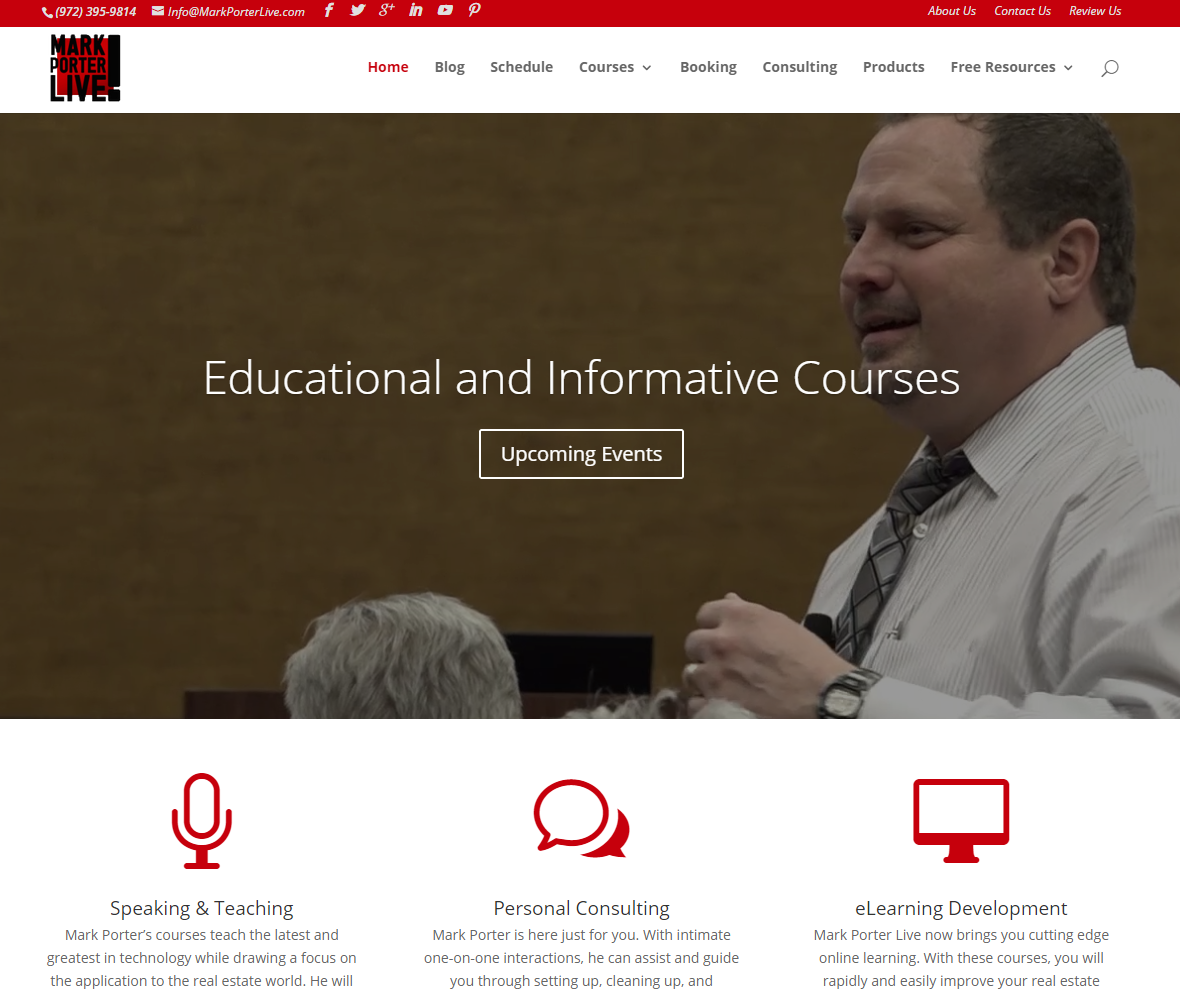 (972) 395-9814 Info@MarkPorterLive.com
About Us Contact Us Review Us
MARK
PORTER
LIVE!
Home Blog Schedule Courses Booking Consulting Products Free Resources
Educational and Informative Courses
Upcoming Events
Speaking & Teaching
Mark Porter’s courses teach the latest and
greatest in technology while drawing a focus on
the application to the real estate world. He will
Personal Consulting
Mark Porter is here just for you. With intimate
one-on-one interactions, he can assist and guide
you through setting up, cleaning up, and
eLearning Development
Mark Porter Live now brings you cutting edge
online learning. With these courses, you will
rapidly and easily improve your real estate